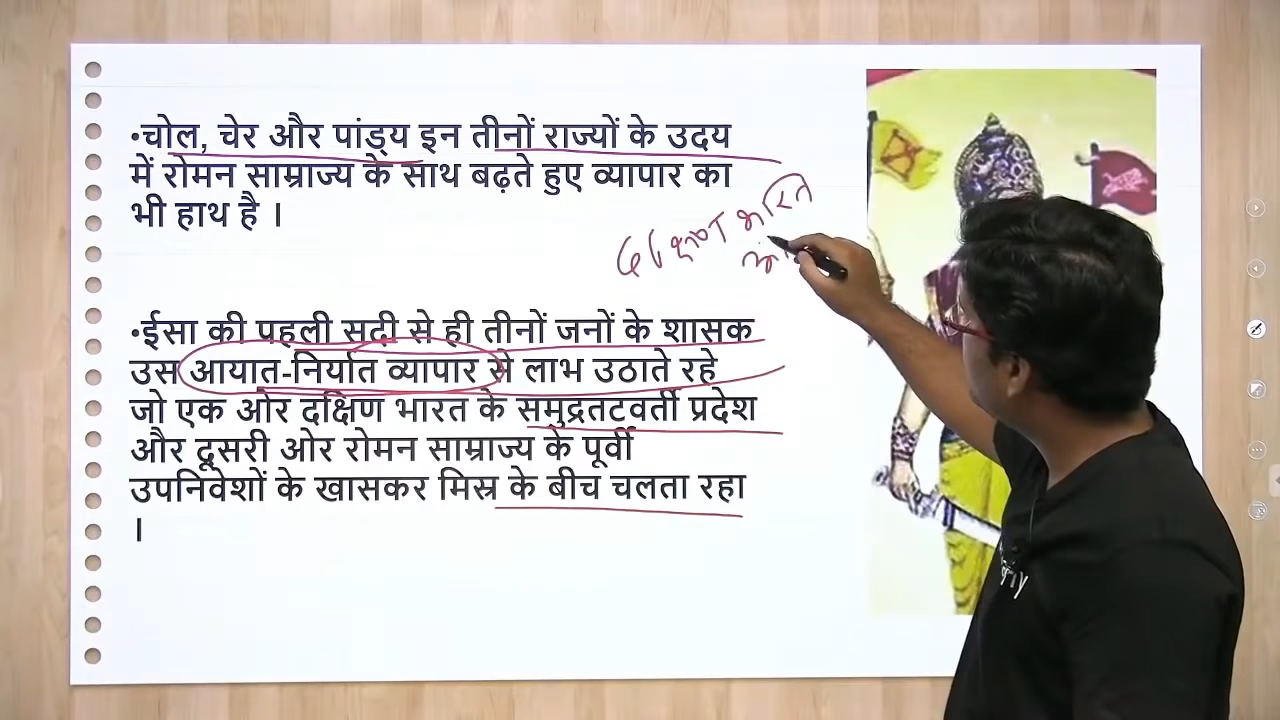 •चोल, चेर और पांड्य इन तीनों राज्यों के उदय
में रोमन साम्राज्य के साथ बढ़ते हुए व्यापार का
भी हाथ है ।
दक्षिण भारत
•ईसा की पहली सदी से ही तीनों जनों के शासक
उस आयात-निर्यात व्यापार से लाभ उठाते रहे
जो एक ओर दक्षिण भारत के समुद्रतटवर्ती प्रदेश
और दूसरी ओर रोमन साम्राज्य के पूर्वी
उपनिवेशों के खासकर मिस्र के बीच चलता रहा
।